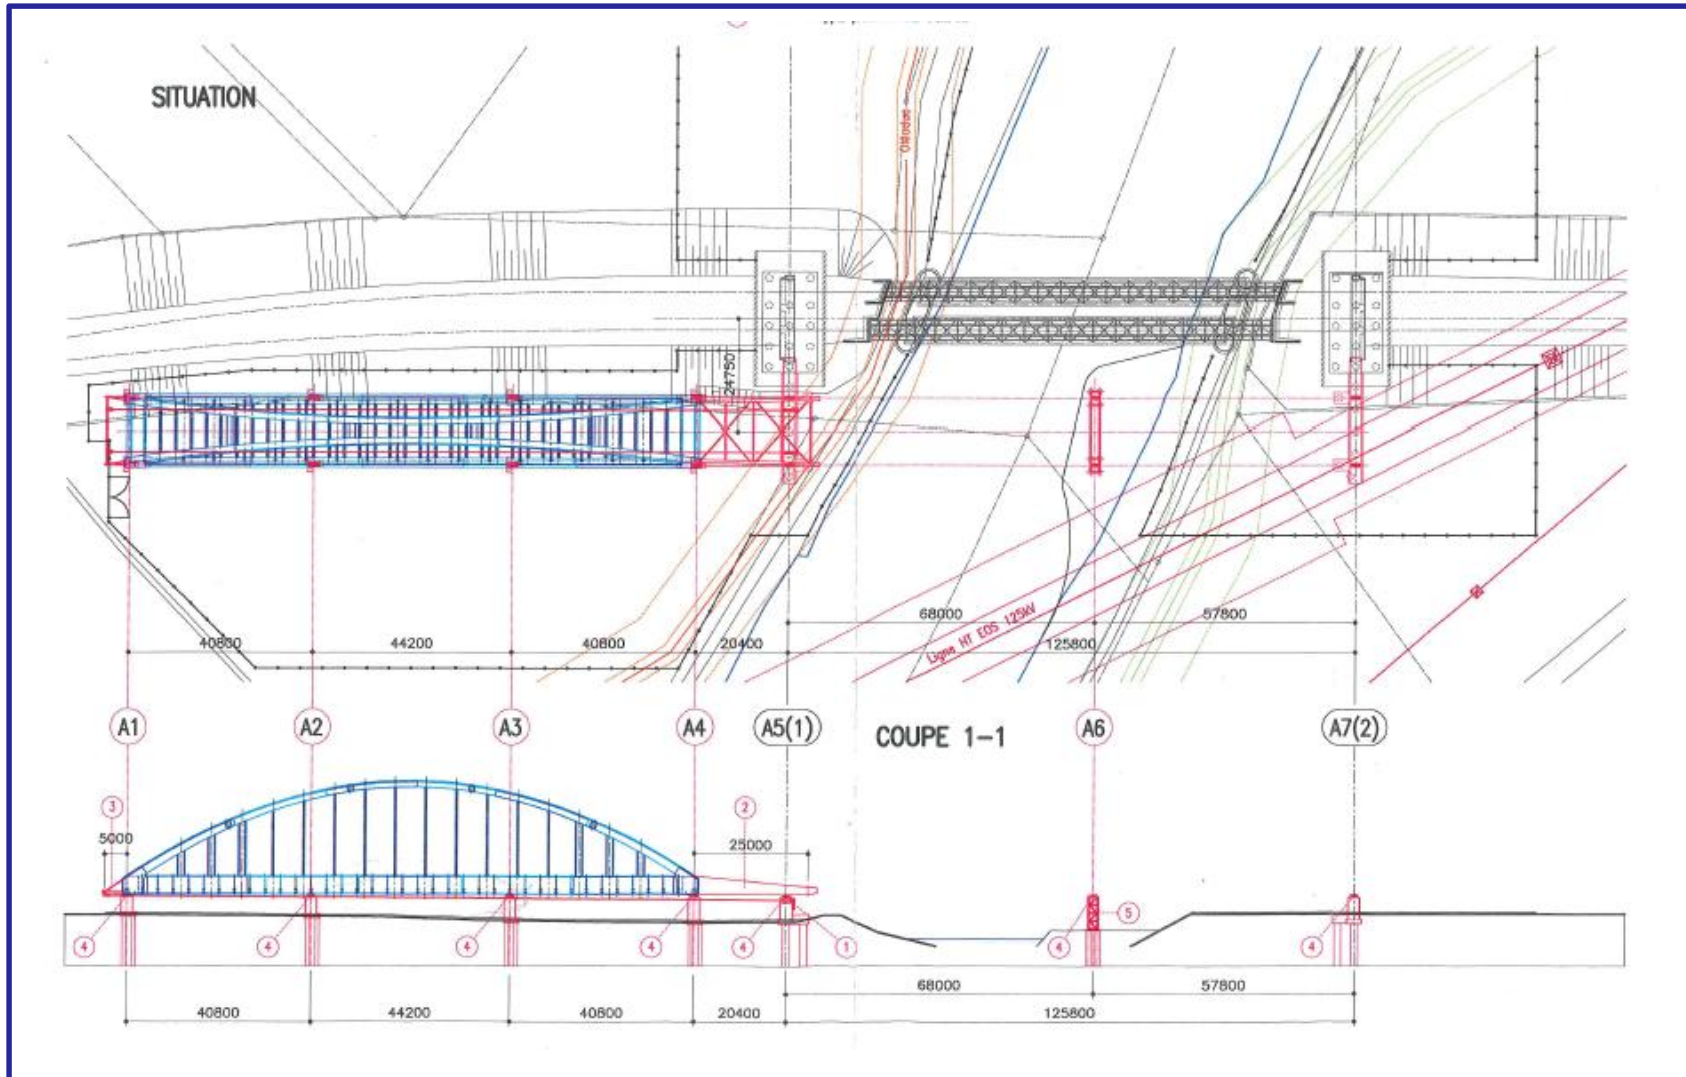 SITUATION
OLEODUC
24750
Ligne HT EOS 125kV
68000 57800
40800 44200 40800 20400 125800
A1 A2 A3 A4 A5(1) A6 A7(2)
COUPE 1-1
3 2
5000 25000
5
4 4 4 4 4 1 4 4
68000 57800
40800 44200 40800 20400 125800